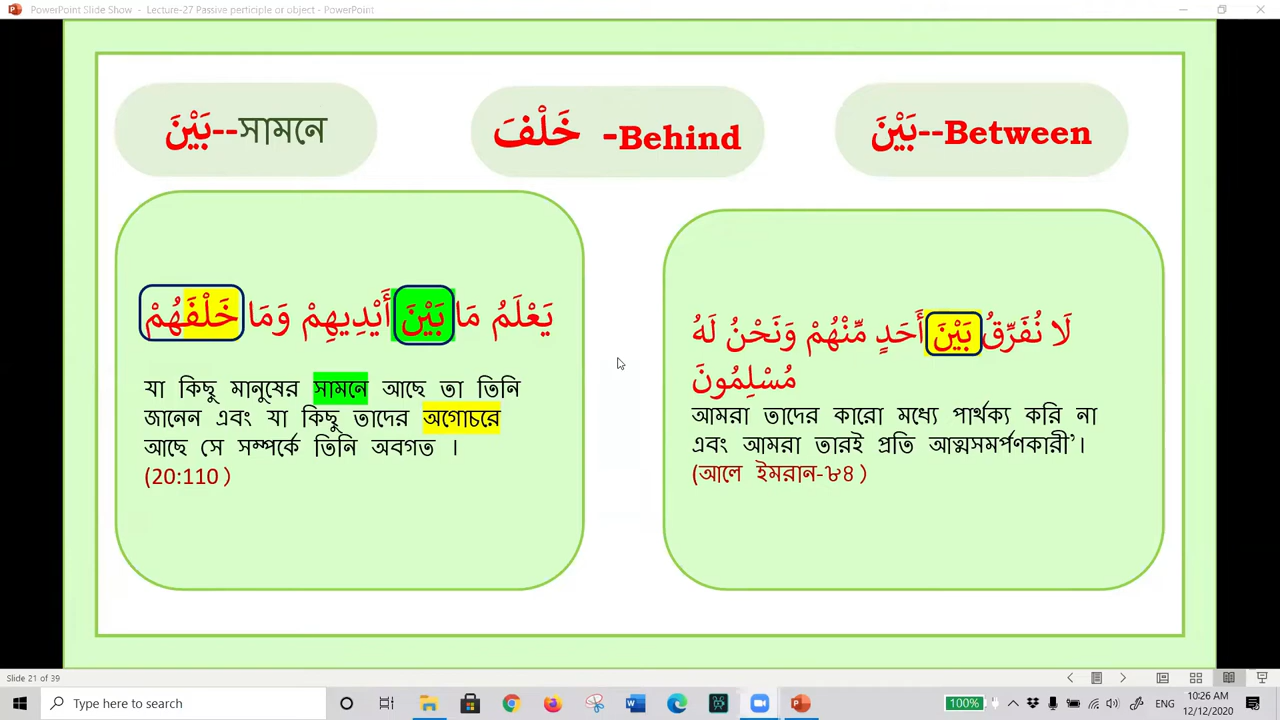 PowerPoint Slide Show - Lecture-27 Passive perticiple or object - PowerPoint
بَيْنَ--সামনে
خَلْفَ -Behind
بَيْنَ--Between
يَعْلَمُ مَا بَيْنَ أَيْدِيهِمْ وَمَا خَلْفَهُمْ
যা কিছু মানুষের সামনে আছে তা তিনি
জানেন এবং যা কিছু তাদের অগোচরে
আছে সে সম্পর্কে তিনি অবগত ।
(20:110 )
لَا نُفَرِّقُ بَيْنَ أَحَدٍ مِّنْهُمْ وَنَحْنُ لَهُ
مُسْلِمُونَ
আমরা তাদের কারো মধ্যে পার্থক্য করি না
এবং আমরা তারই প্রতি আত্মসমর্পণকারী’।
(আলে ইমরান-৮৪ )
Slide 21 of 39
Type here to search
100%
ENG
10:26 AM
12/12/2020